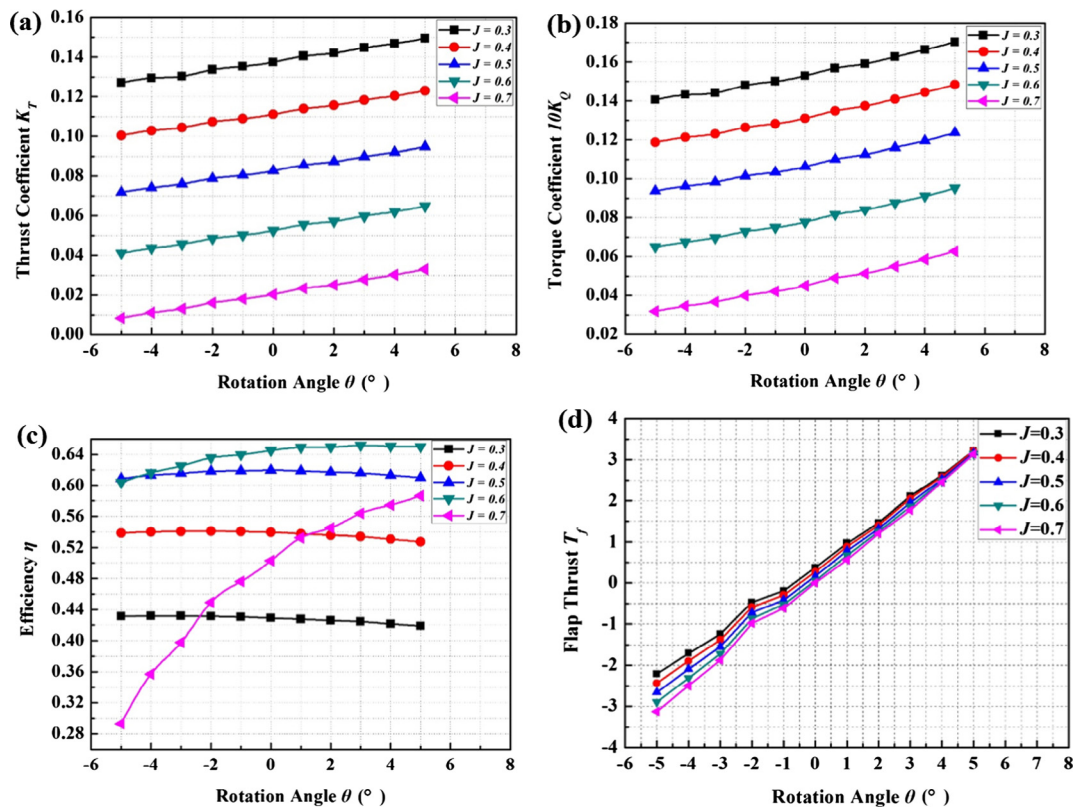 (a)
Thrust Coefficient K_T
0.16
0.14
0.12
0.10
0.08
0.06
0.04
0.02
0.00
-6 -4 -2 0 2 4 6 8
Rotation Angle θ (°)
J = 0.3
J = 0.4
J = 0.5
J = 0.6
J = 0.7
(b)
Torque Coefficient 10K_Q
0.18
0.16
0.14
0.12
0.10
0.08
0.06
0.04
0.02
-6 -4 -2 0 2 4 6 8
Rotation Angle θ (°)
J = 0.3
J = 0.4
J = 0.5
J = 0.6
J = 0.7
(c)
Efficiency η
0.64
0.60
0.56
0.52
0.48
0.44
0.40
0.36
0.32
0.28
-6 -4 -2 0 2 4 6 8
Rotation Angle θ (°)
J = 0.3
J = 0.4
J = 0.5
J = 0.6
J = 0.7
(d)
Flap Thrust T_f
4
3
2
1
0
-1
-2
-3
-4
-6 -5 -4 -3 -2 -1 0 1 2 3 4 5 6 7 8
Rotation Angle θ (°)
J=0.3
J=0.4
J=0.5
J=0.6
J=0.7